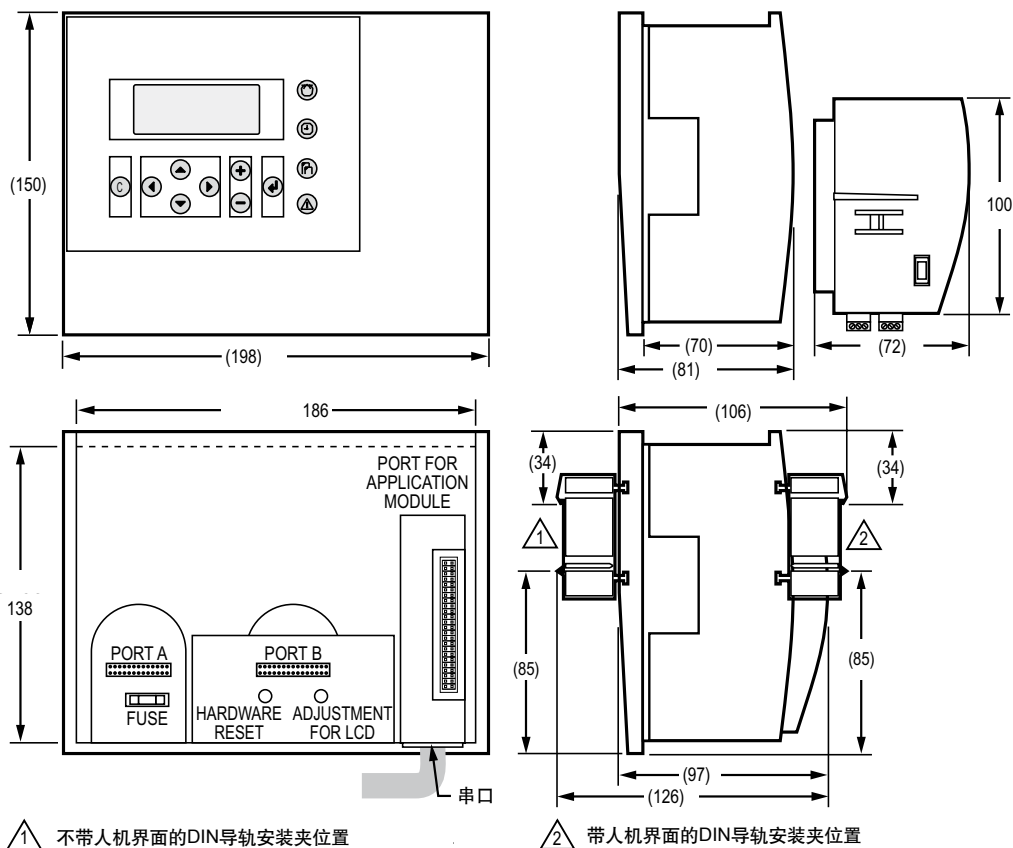 (150)
C
(198)
(70)
(81)
(72)
100
186
138
PORT FOR
APPLICATION
MODULE
PORT A
FUSE
PORT B
HARDWARE
RESET
ADJUSTMENT
FOR LCD
串口
(106)
(34)
(34)
1
2
(85)
(85)
(97)
(126)
1 不带人机界面的DIN导轨安装夹位置
2 带人机界面的DIN导轨安装夹位置